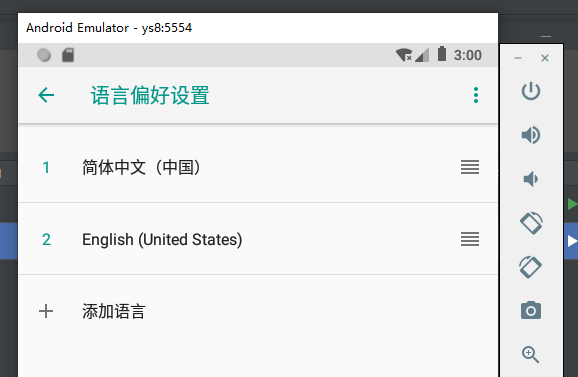 Android Emulator - ys8:5554
3:00
语言偏好设置
1 简体中文（中国）
2 English (United States)
添加语言